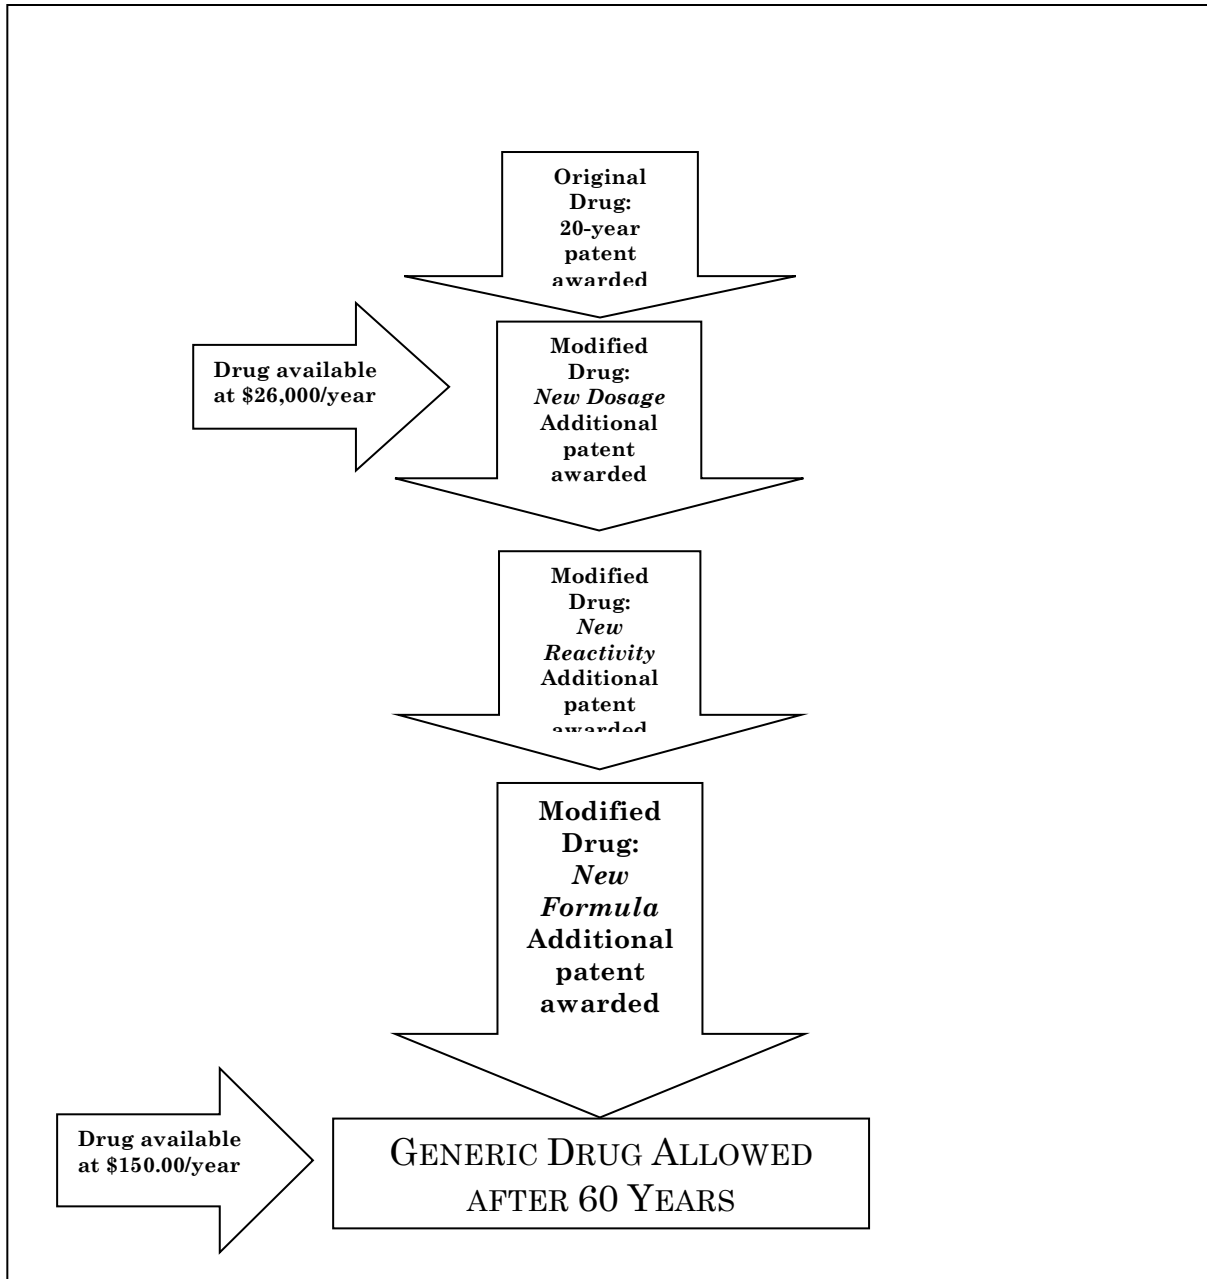 Original
Drug:
20-year
patent
awarded
Drug available
at $26,000/year
Modified
Drug:
New Dosage
Additional
patent
awarded
Modified
Drug:
New
Reactivity
Additional
patent
awarded
Modified
Drug:
New
Formula
Additional
patent
awarded
Drug available
at $150.00/year
GENERIC DRUG ALLOWED
AFTER 60 YEARS